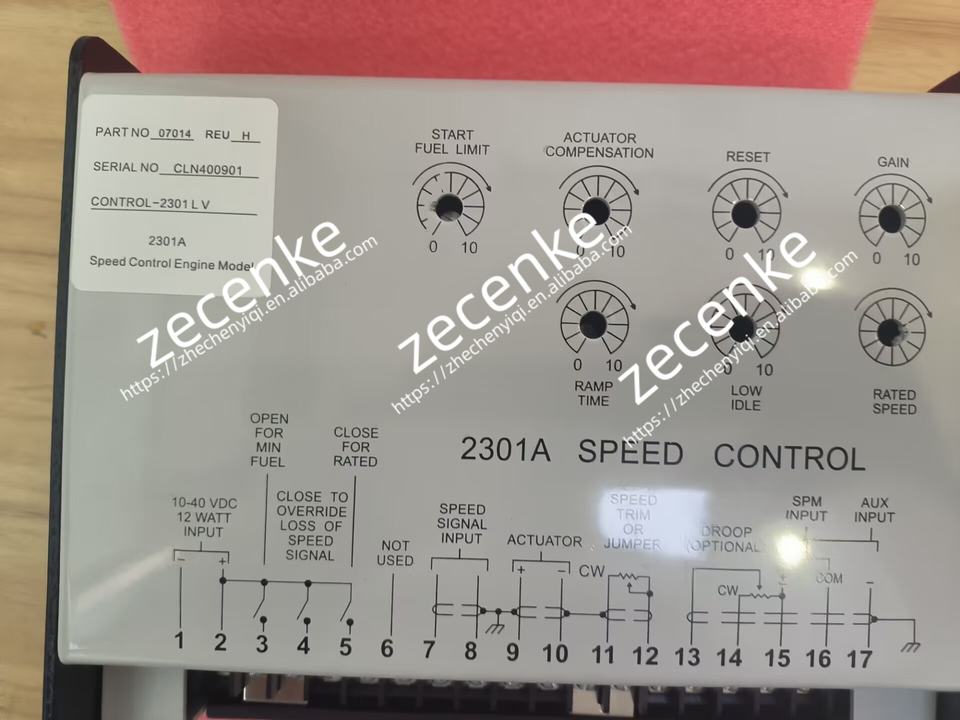 PART NO 07014 REU H
SERIAL NO CLN400901
CONTROL-2301 L V
2301A
Speed Control Engine Model
START
FUEL LIMIT
0 10
ACTUATOR
COMPENSATION
0 10
RESET
0 10
GAIN
0 10
0 10
RAMP
TIME
0 10
LOW
IDLE
0 10
RATED
SPEED
zecenke
https://zhechenyiqi.en.alibaba.com
zecenke
https://zhechenyiqi.en.alibaba.com
zecenke
https://zhechenyiqi.en.alibaba.com
2301A SPEED CONTROL
10-40 VDC
12 WATT
INPUT
- +
OPEN
FOR
MIN
FUEL
CLOSE TO
OVERRIDE
LOSS OF
SPEED
SIGNAL
CLOSE
FOR
RATED
NOT
USED
SPEED
SIGNAL
INPUT
ACTUATOR
+ -
SPEED
TRIM
OR
JUMPER
CW
DROOP
(OPTIONAL
CW
SPM
INPUT
±
COM
AUX
INPUT
-
1 2 3 4 5 6 7 8 9 10 11 12 13 14 15 16 17